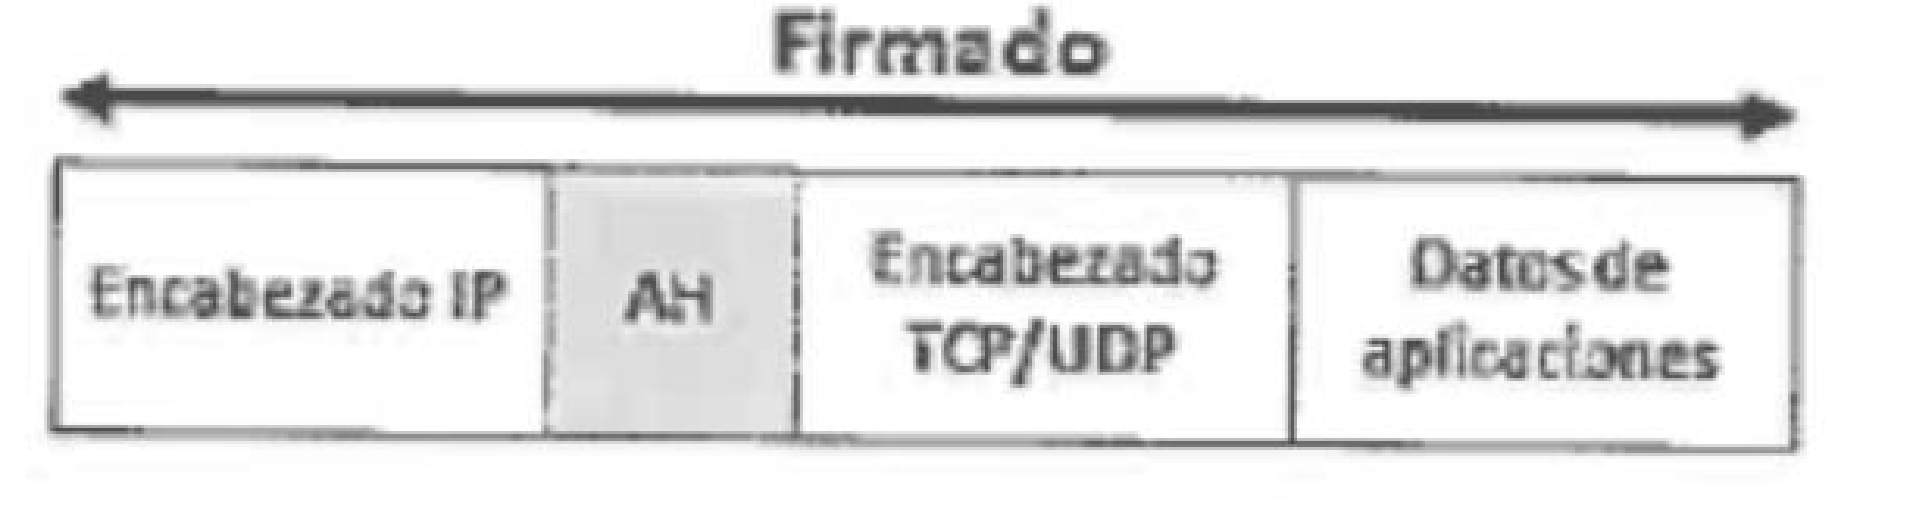 Firmado
Encabezado IP
AH
Encabezado
TCP/UDP
Datos de
aplicaciones